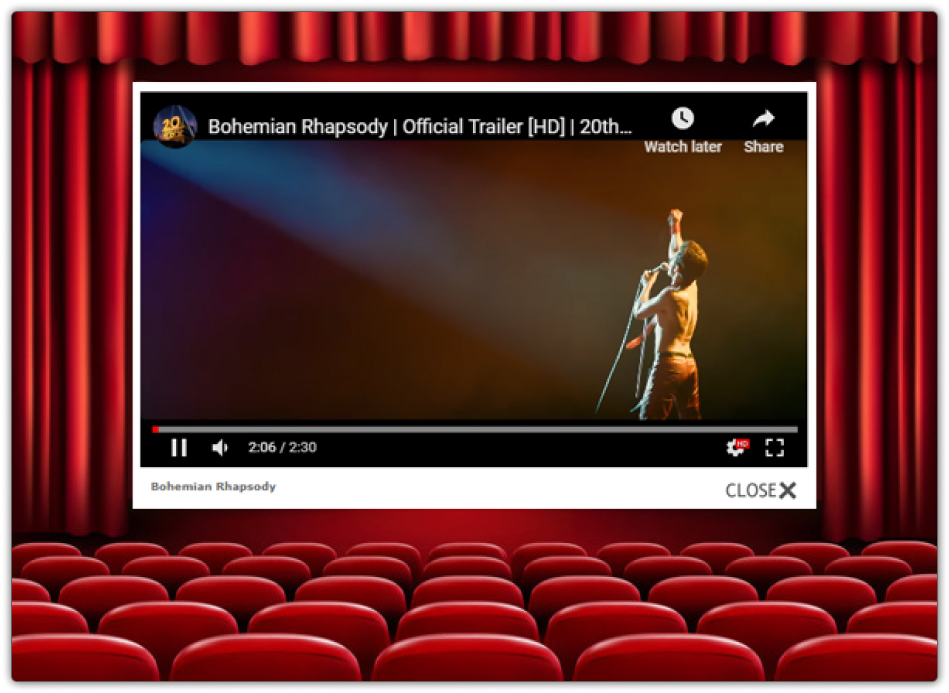 Bohemian Rhapsody | Official Trailer [HD] | 20th...
Watch later
Share
2:06 / 2:30
HD
Bohemian Rhapsody
CLOSE